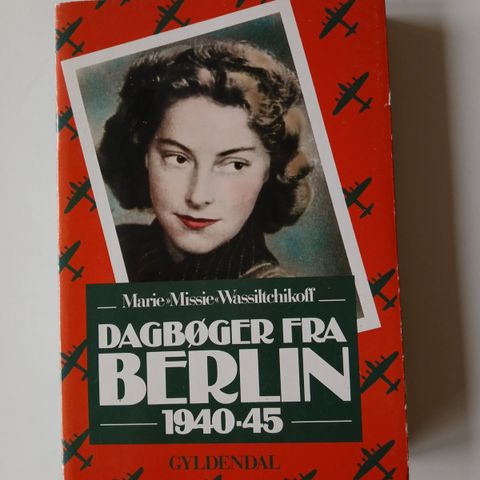 Marie »Missie« Wassiltchikoff
DAGBØGER FRA
BERLIN
1940-45
GYLDENDAL